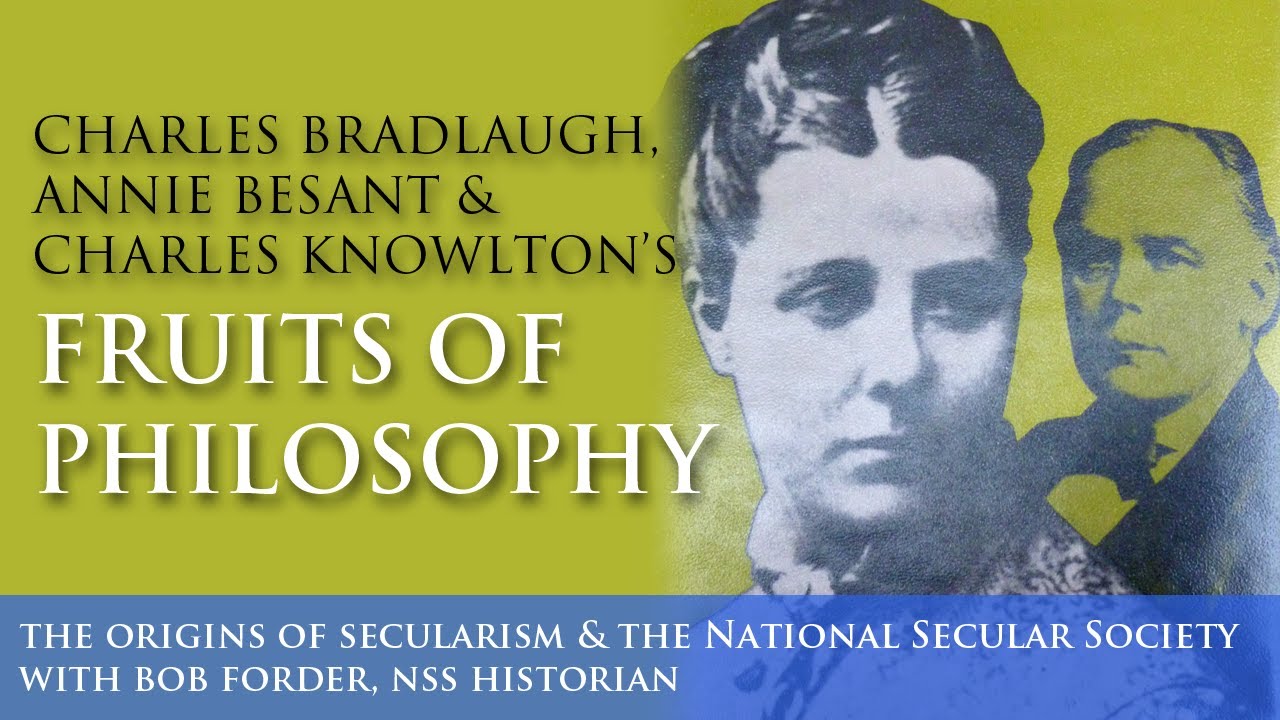 CHARLES BRADLAUGH,
ANNIE BESANT &
CHARLES KNOWLTON'S
FRUITS OF
PHILOSOPHY
THE ORIGINS OF SECULARISM & THE NATIONAL SECULAR SOCIETY
WITH BOB FORDER, NSS HISTORIAN